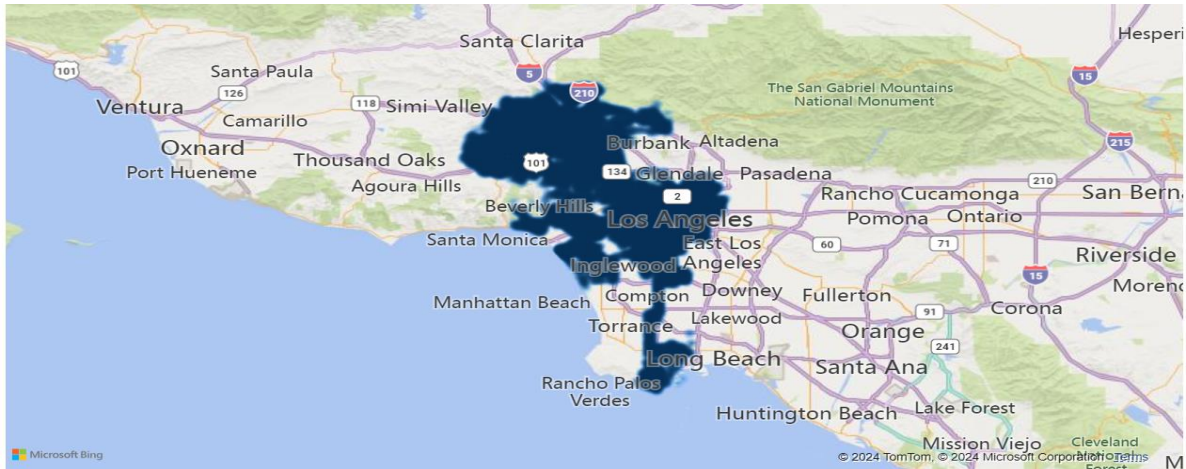 Santa Clarita
Hesperi
101
5
15
Santa Paula
126
210
The San Gabriel Mountains
National Monument
Ventura
118
Simi Valley
Camarillo
Oxnard
Burbank
Altadena
215
Thousand Oaks
101
Port Hueneme
134
Glendale
Pasadena
Agoura Hills
2
Rancho Cucamonga
210
San Bern
Beverly Hills
Los Angeles
Pomona
Ontario
Santa Monica
East Los
Angeles
60
71
Riverside
Inglewood
15
Moreno
Manhattan Beach
Compton
Downey
Fullerton
Corona
91
Torrance
Lakewood
Orange
241
Long Beach
Santa Ana
Rancho Palos
Verdes
Huntington Beach
Lake Forest
Mission Viejo
Cleveland
National
Forest
M
Microsoft Bing
© 2024 TomTom, © 2024 Microsoft Corporation Terms